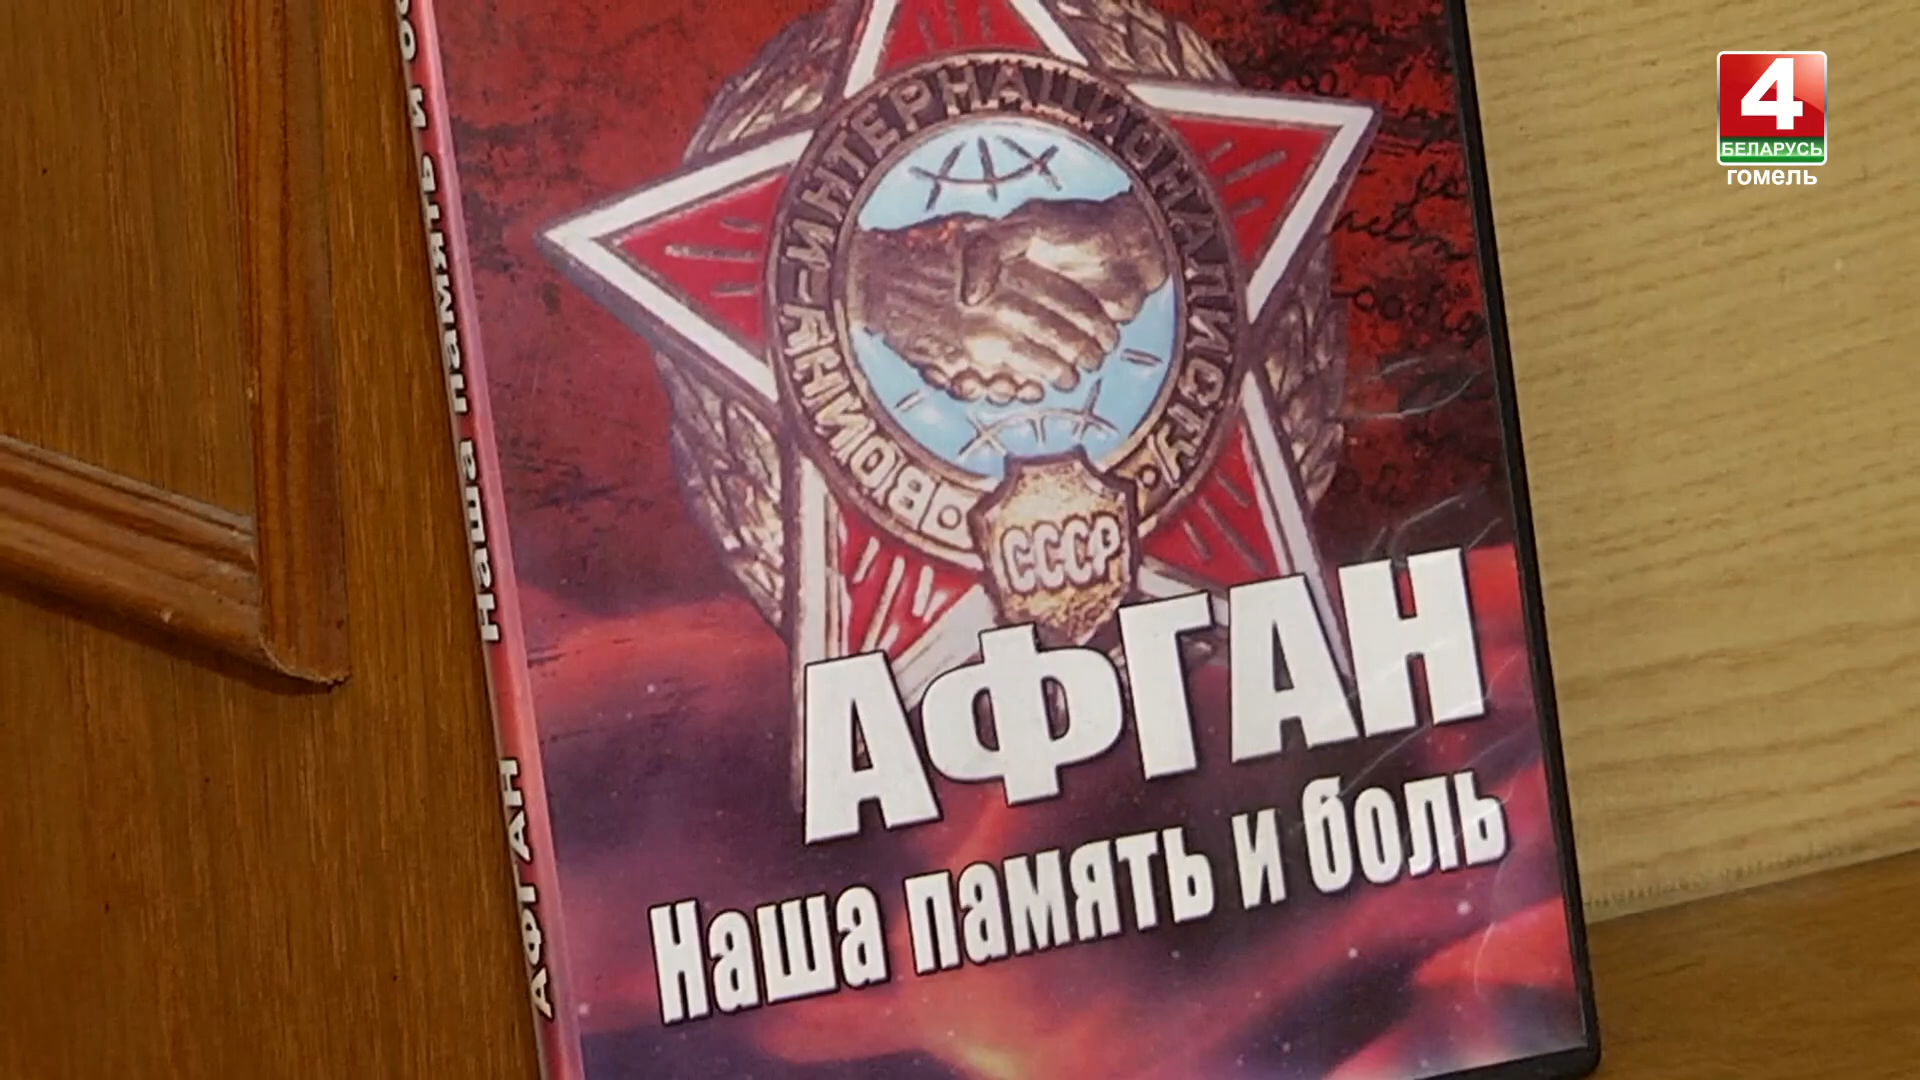 4
БЕЛАРУСЬ
гомель
ВОИНУ-ИНТЕРНАЦИОНАЛИСТУ
СССР
АФГАН
Наша память и боль
АФГАН Наша память и